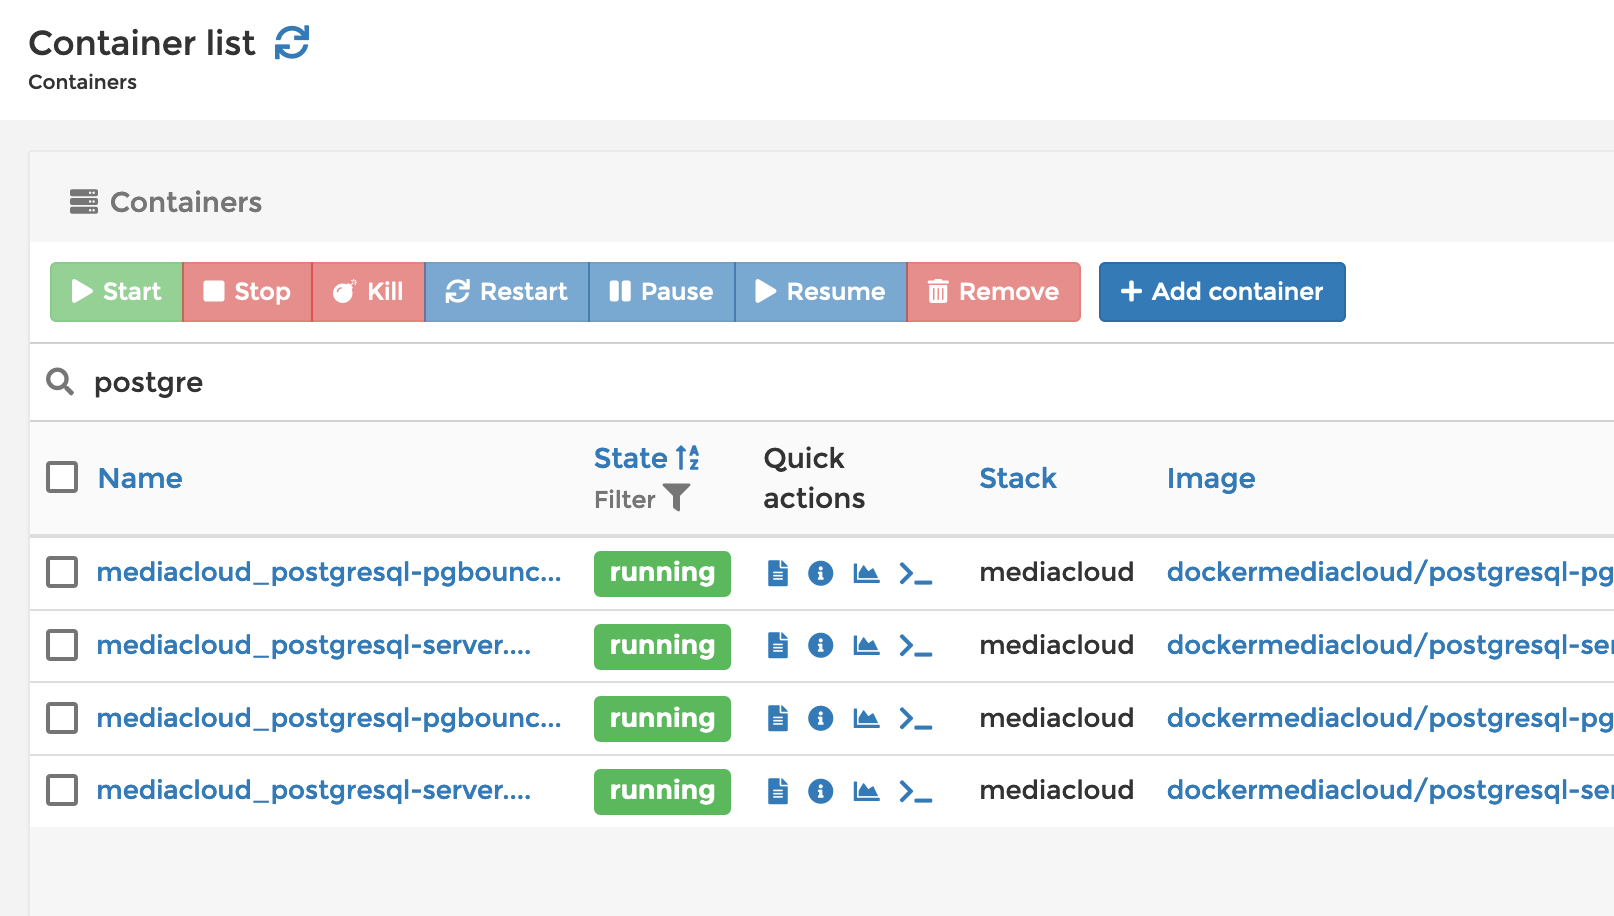 Container list
Containers
Containers
Start Stop Kill Restart Pause Resume Remove Add container
postgre
Name State Filter Quick actions Stack Image
mediacloud_postgresql-pgbounc... running mediacloud dockermediacloud/postgresql-pg
mediacloud_postgresql-server.... running mediacloud dockermediacloud/postgresql-ser
mediacloud_postgresql-pgbounc... running mediacloud dockermediacloud/postgresql-pg
mediacloud_postgresql-server.... running mediacloud dockermediacloud/postgresql-ser